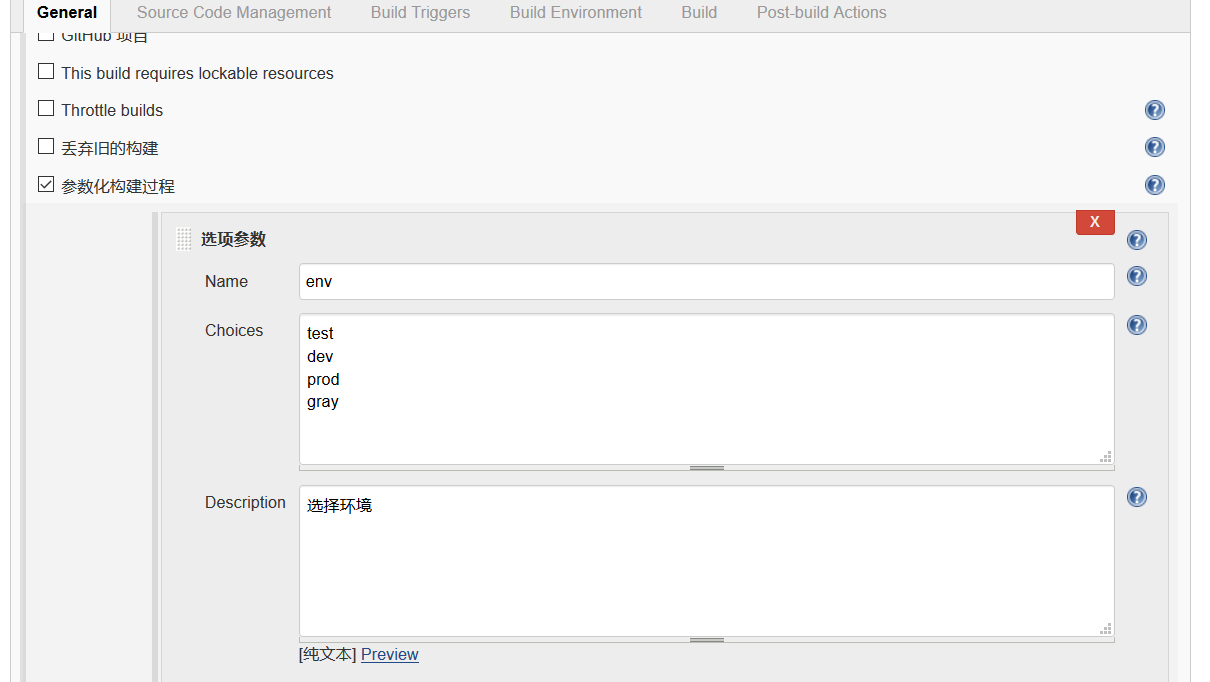 General Source Code Management Build Triggers Build Environment Build Post-build Actions
GitHub 项目
This build requires lockable resources
Throttle builds
丢弃旧的构建
参数化构建过程
X
选项参数
Name env
Choices test
dev
prod
gray
Description 选择环境
[纯文本] Preview